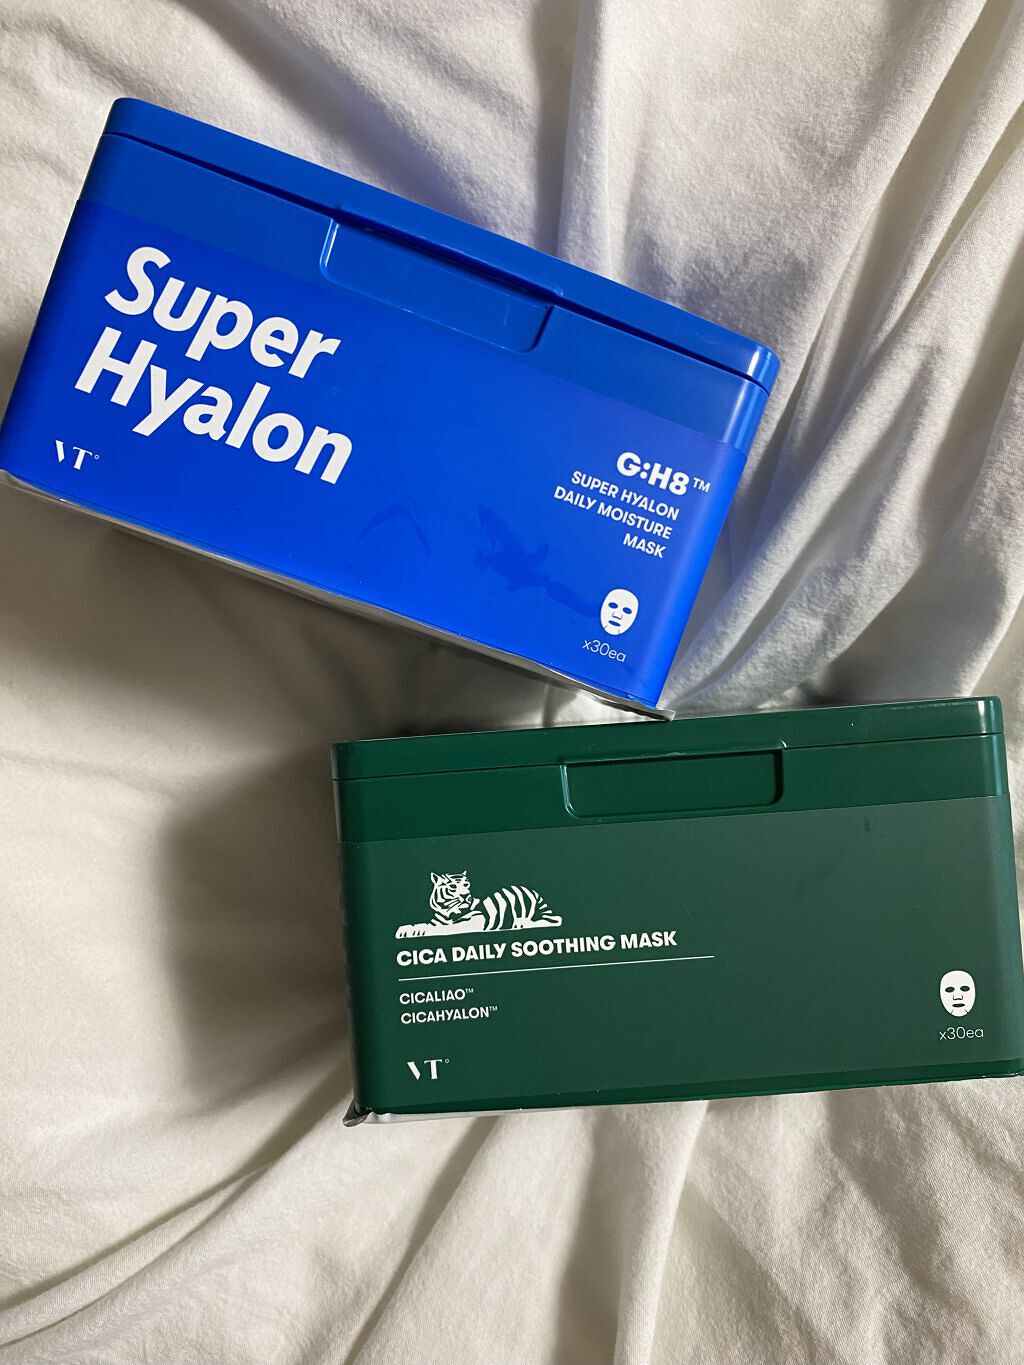 Super
Hyalon
VT°
G:H8™
SUPER HYALON
DAILY MOISTURE
MASK
x30ea
CICA DAILY SOOTHING MASK
CICALIAO™
CICAHYALON™
VT°
x30ea